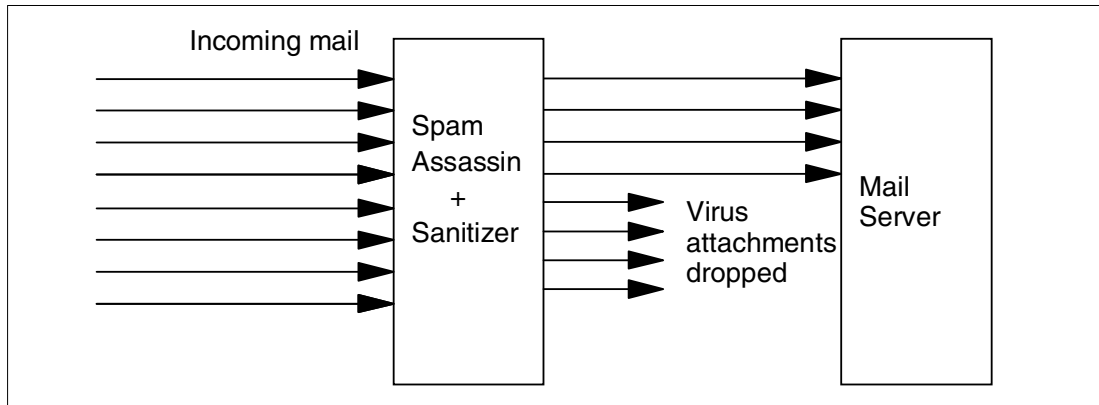 Incoming mail
Spam
Assassin
+
Sanitizer
Virus
attachments
dropped
Mail
Server